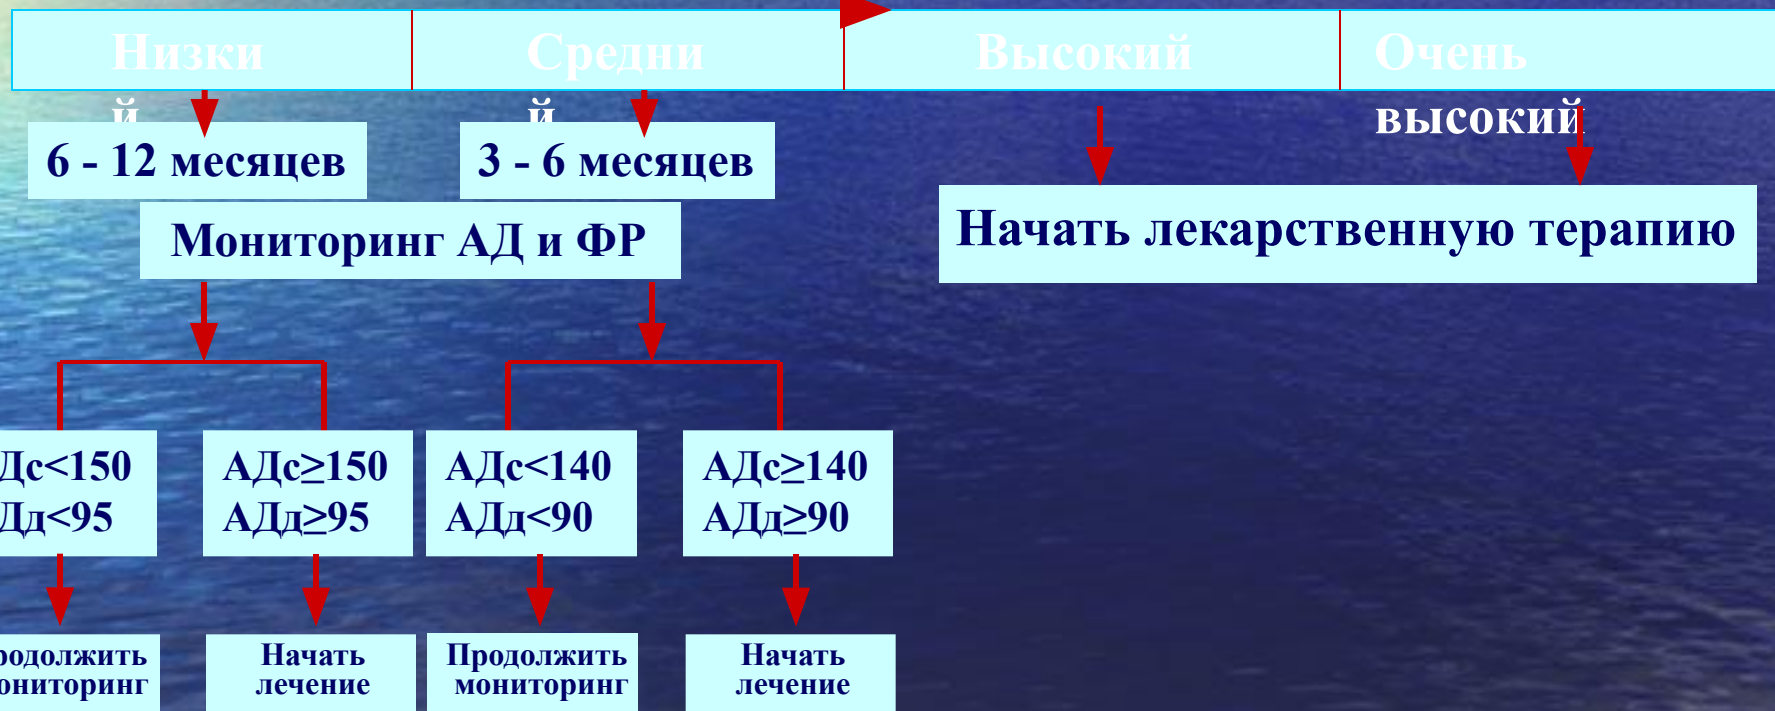 Низки Средни Высокий Очень
й й высокий
6 - 12 месяцев 3 - 6 месяцев
Мониторинг АД и ФР
Начать лекарственную терапию
Дс<150 АДс≥150 АДс<140 АДс≥140
Дд<95 АДд≥95 АДд<90 АДд≥90
родолжить Начать Продолжить Начать
ониторинг лечение мониторинг лечение